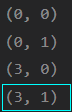 (0, 0)
(0, 1)
(3, 0)
(3, 1)